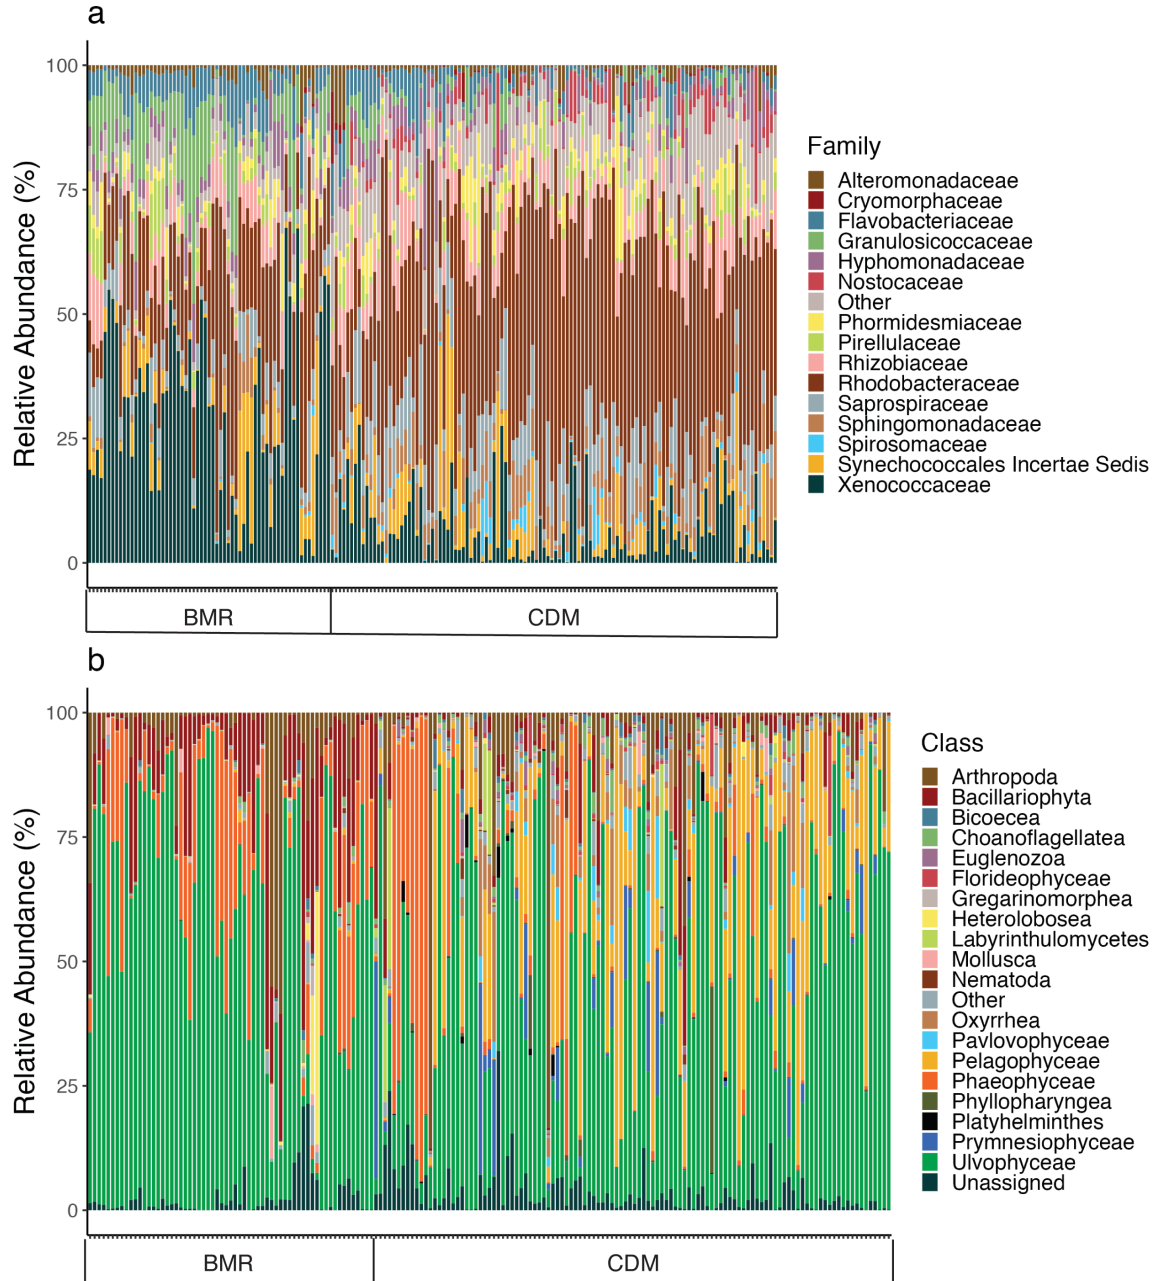 a
Relative Abundance (%)
100
75
50
25
0
BMR
CDM
Family
Alteromonadaceae
Cryomorphaceae
Flavobacteriaceae
Granulosicoccaceae
Hyphomonadaceae
Nostocaceae
Other
Phormidesmiaceae
Pirellulaceae
Rhizobiaceae
Rhodobacteraceae
Saprospiraceae
Sphingomonadaceae
Spirosomaceae
Synechococcales Incertae Sedis
Xenococcaceae
b
Relative Abundance (%)
100
75
50
25
0
BMR
CDM
Class
Arthropoda
Bacillariophyta
Bicoecea
Choanoflagellatea
Euglenozoa
Florideophyceae
Gregarinomorphea
Heterolobosea
Labyrinthulomycetes
Mollusca
Nematoda
Other
Oxyrrhea
Pavlovophyceae
Pelagophyceae
Phaeophyceae
Phyllopharyngea
Platyhelminthes
Prymnesiophyceae
Ulvophyceae
Unassigned